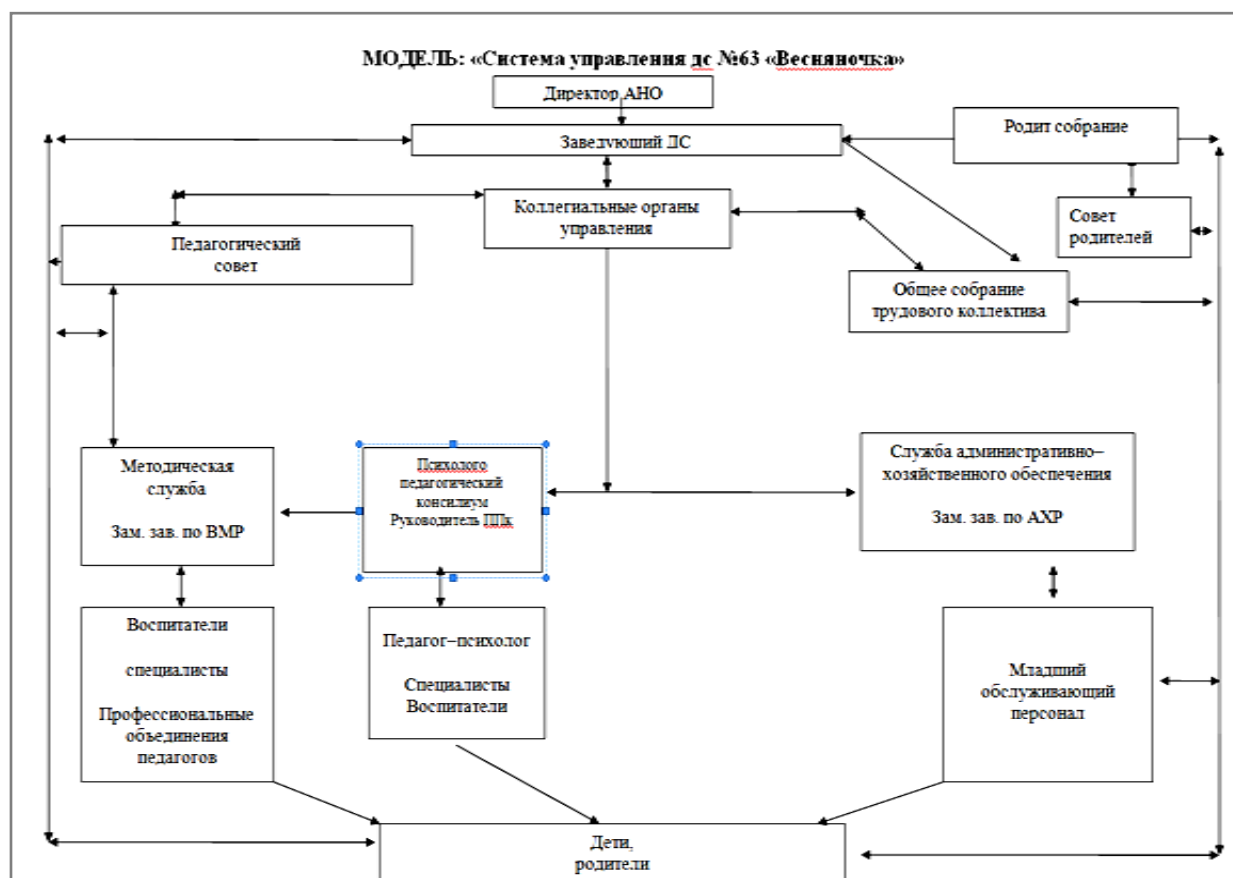 МОДЕЛЬ: «Система управления дс №63 «Весняночка»
Директор АНО
Заведующий ДС
Родит собрание
Коллегиальные органы
управления
Совет
родителей
Педагогический
совет
Общее собрание
трудового коллектива
Методическая
служба
Зам. зав. по ВМР
Психолого
педагогический
консилиум
Руководитель ППк
Служба административно–
хозяйственного обеспечения
Зам. зав. по АХР
Воспитатели
специалисты
Профессиональные
объединения
педагогов
Педагог–психолог
Специалисты
Воспитатели
Младший
обслуживающий
персонал
Дети,
родители